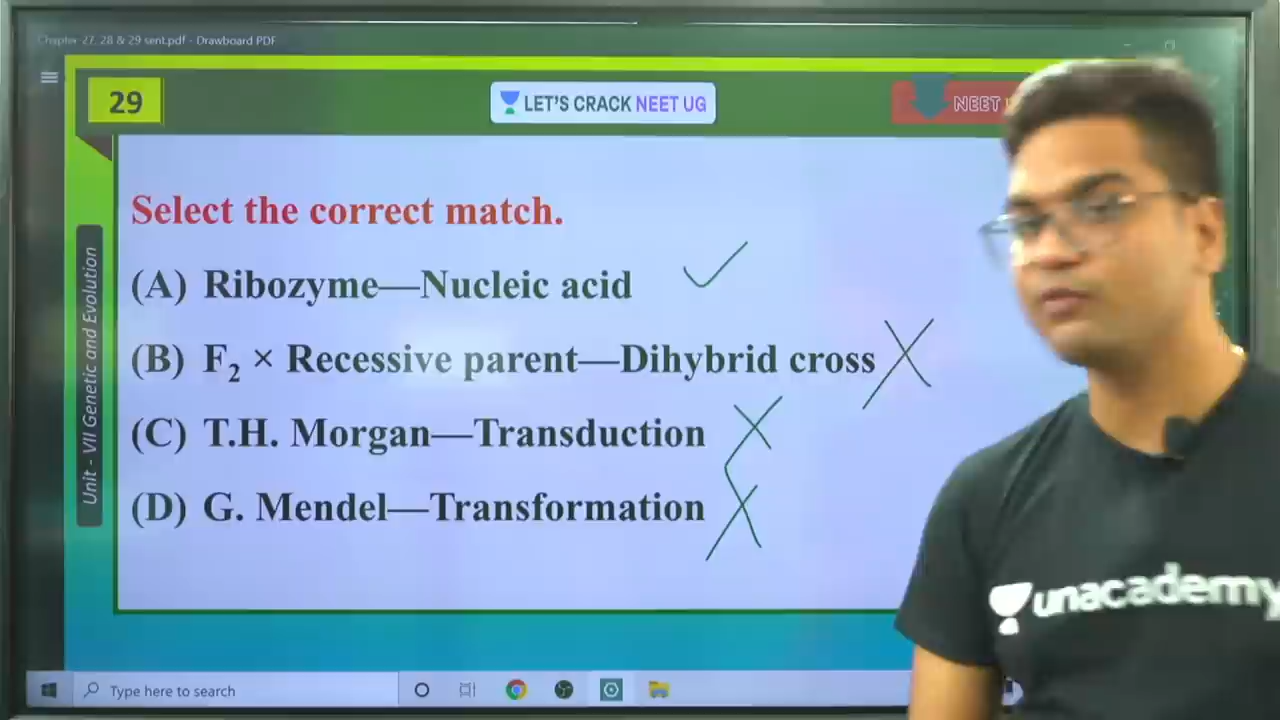 Chapter 27, 28 & 29 sent.pdf - Drawboard PDF
29
LET'S CRACK NEET UG
NEET
Select the correct match.
(A) Ribozyme—Nucleic acid
(B) F₂ × Recessive parent—Dihybrid cross
(C) T.H. Morgan—Transduction
(D) G. Mendel—Transformation
Unit - VII Genetic and Evolution
unacademy
Type here to search